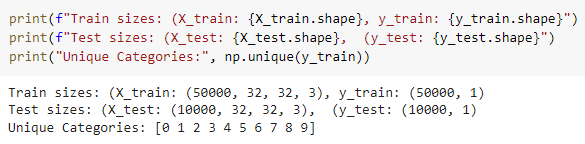 print(f"Train sizes: (X_train: {X_train.shape}, y_train: {y_train.shape}")
print(f"Test sizes: (X_test: {X_test.shape},  (y_test: {y_test.shape}")
print("Unique Categories:", np.unique(y_train))
Train sizes: (X_train: (50000, 32, 32, 3), y_train: (50000, 1)
Test sizes: (X_test: (10000, 32, 32, 3),  (y_test: (10000, 1)
Unique Categories: [0 1 2 3 4 5 6 7 8 9]